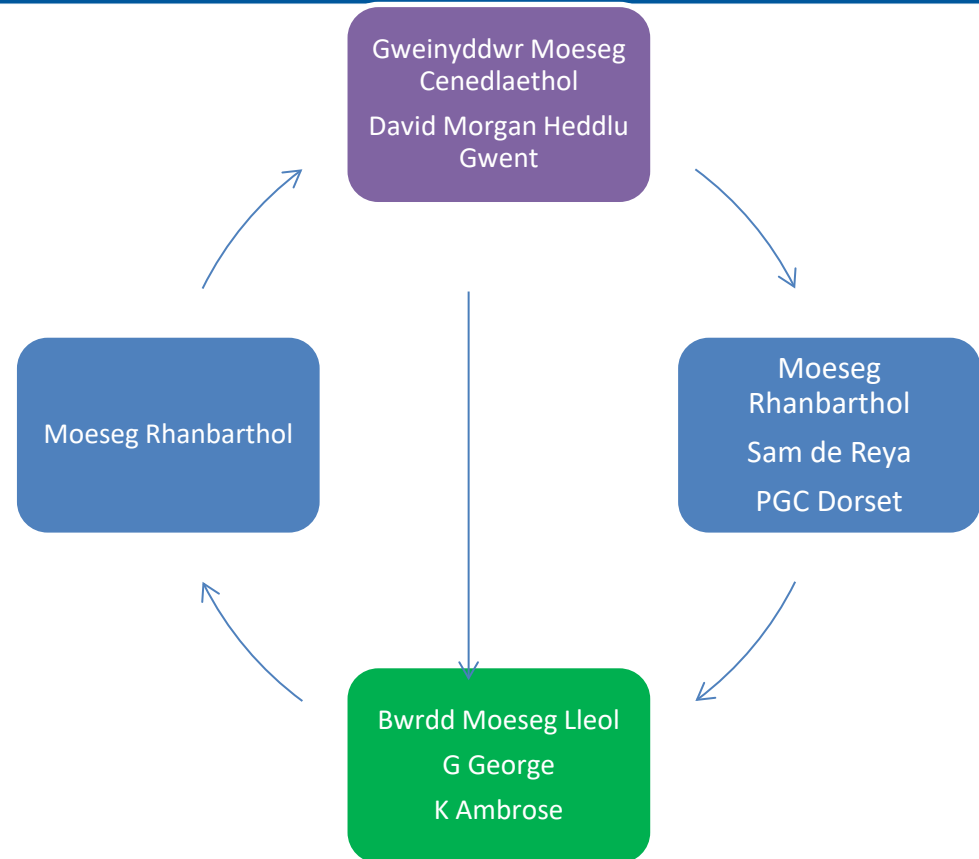 Gweinyddwr Moeseg
Cenedlaethol
David Morgan Heddlu
Gwent
Moeseg Rhanbarthol
Moeseg
Rhanbarthol
Sam de Reya
PGC Dorset
Bwrdd Moeseg Lleol
G George
K Ambrose